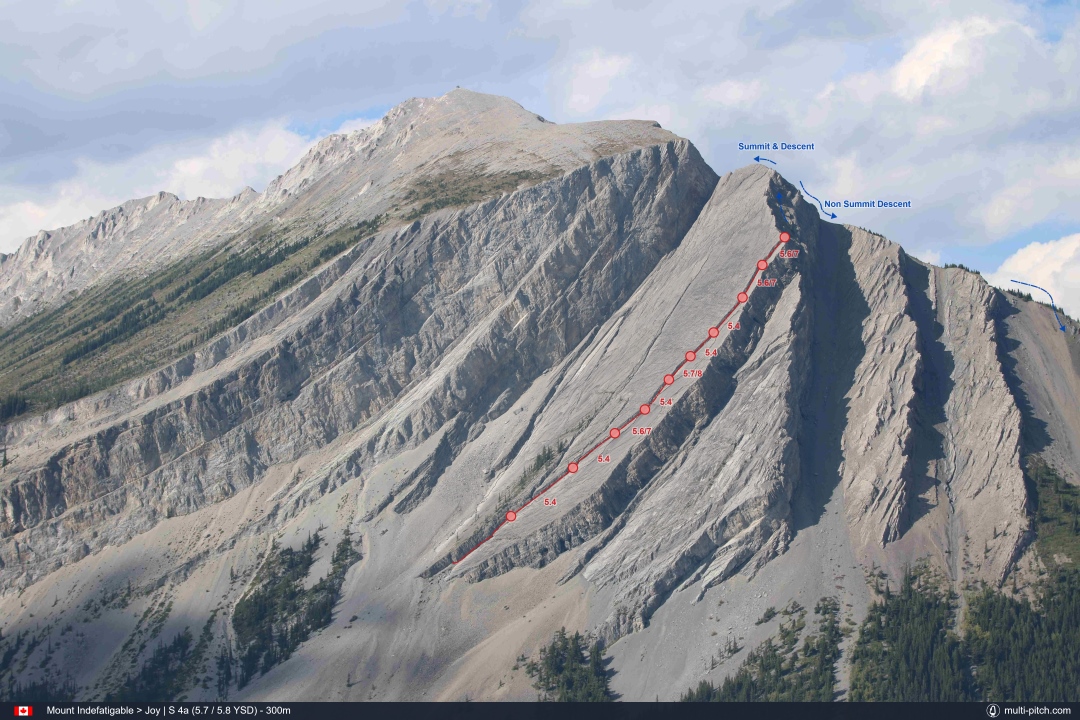 Summit & Descent
Non Summit Descent
5.6/7
5.6/7
5.4
5.4
5.7/8
5.4
5.6/7
5.4
5.4
Mount Indefatigable > Joy | S 4a (5.7 / 5.8 YSD) - 300m
multi-pitch.com